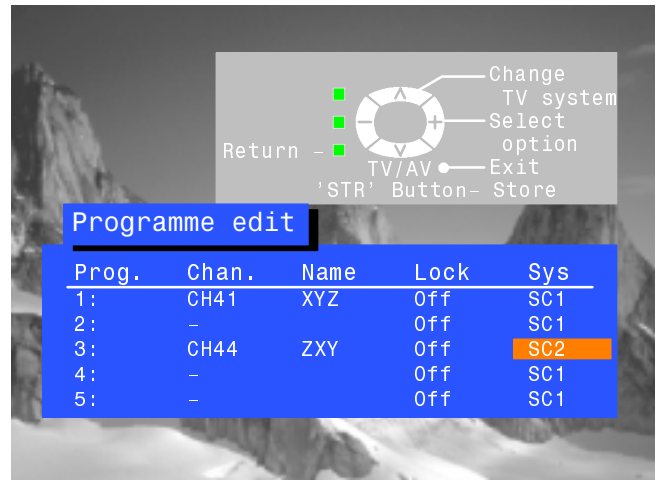 Change
TV system
Select
option
Return –
TV/AV
Exit
'STR' Button– Store
Programme edit
Prog. Chan. Name Lock Sys
1: CH41 XYZ Off SC1
2: – Off SC1
3: CH44 ZXY Off SC2
4: – Off SC1
5: – Off SC1